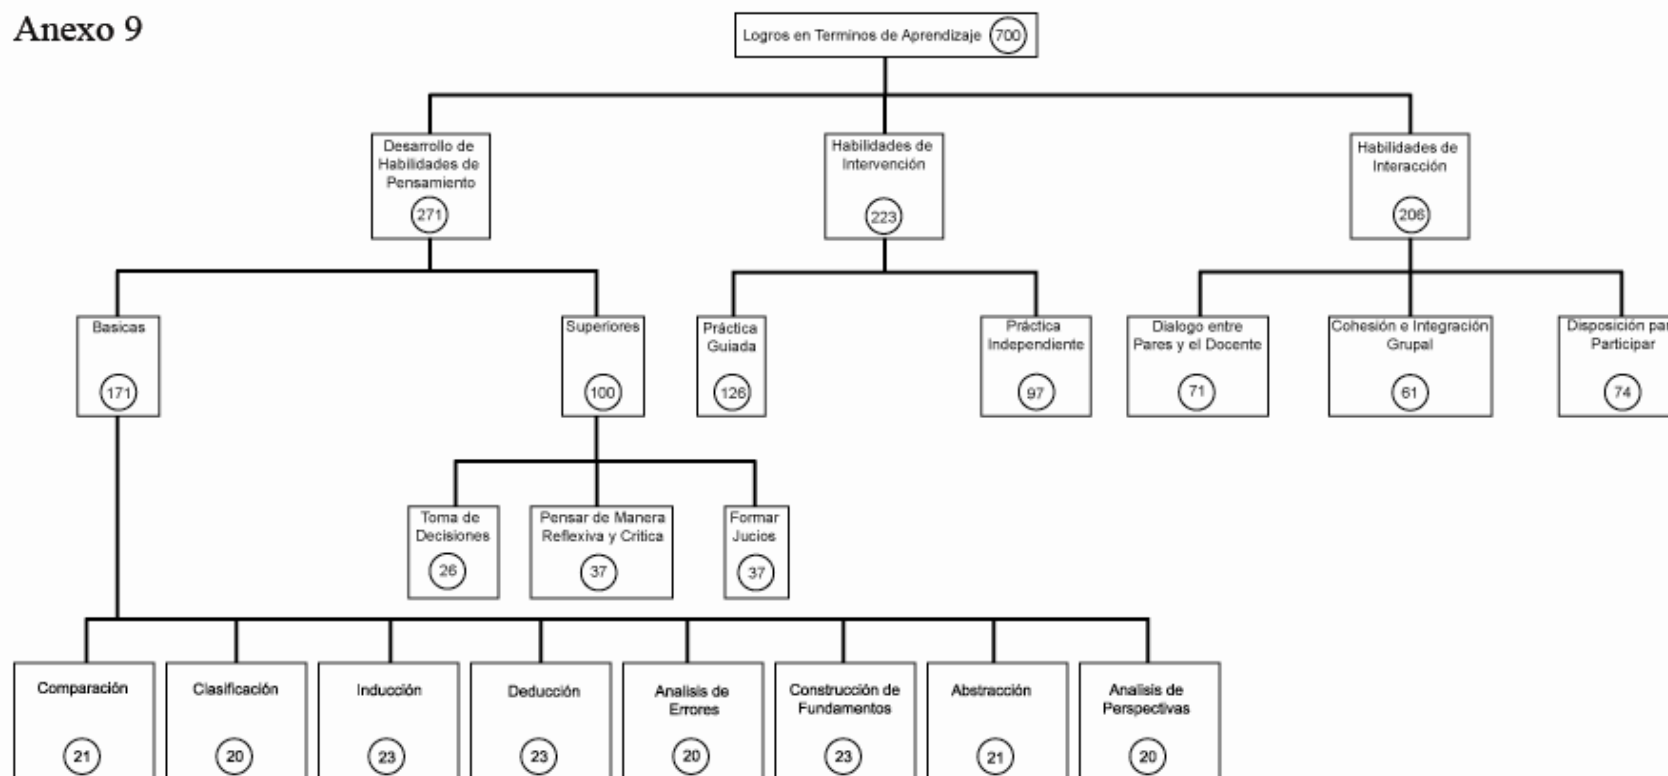 Anexo 9
Logros en Terminos de Aprendizaje 700
Desarrollo de
Habilidades de
Pensamiento
271
Habilidades de
Intervención
223
Habilidades de
Interacción
206
Basicas
171
Superiores
100
Práctica
Guiada
126
Práctica
Independiente
97
Dialogo entre
Pares y el Docente
71
Cohesión e Integración
Grupal
61
Disposición
Participar
74
Toma de
Decisiones
26
Pensar de Manera
Reflexiva y Critica
37
Formar
Jucios
37
Comparación
21
Clasificación
20
Inducción
23
Deducción
23
Analisis de
Errores
20
Construcción de
Fundamentos
23
Abstracción
21
Analisis de
Perspectivas
20